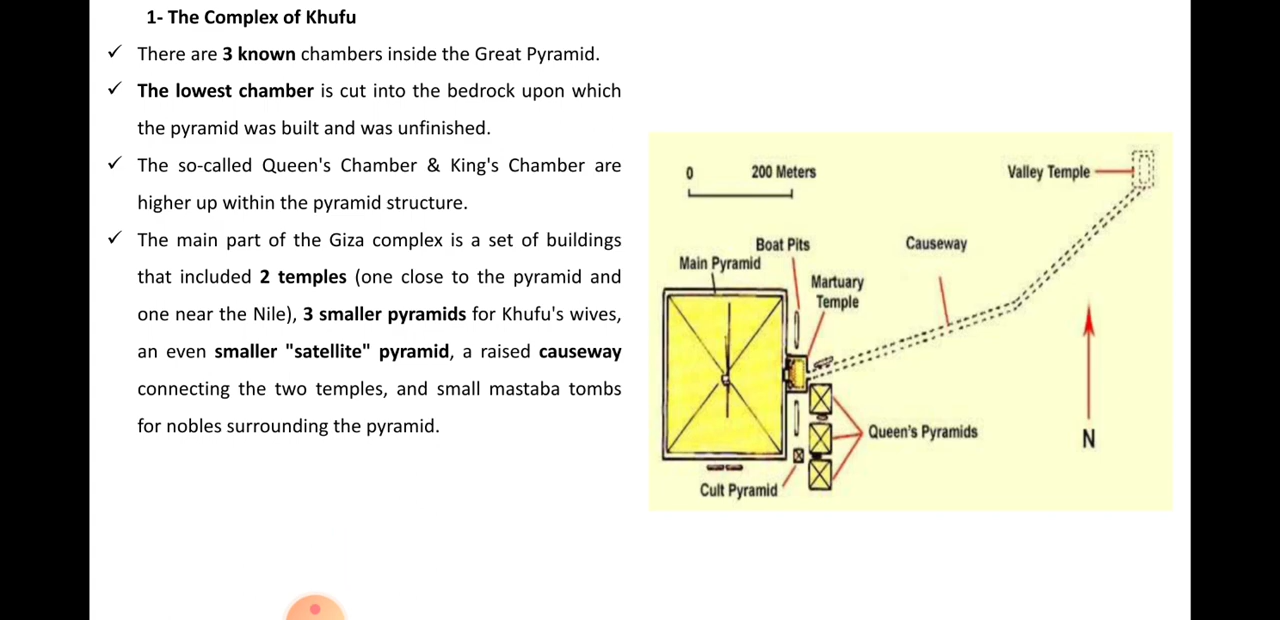 1- The Complex of Khufu
✓ There are 3 known chambers inside the Great Pyramid.
✓ The lowest chamber is cut into the bedrock upon which
the pyramid was built and was unfinished.
✓ The so-called Queen's Chamber & King's Chamber are
higher up within the pyramid structure.
✓ The main part of the Giza complex is a set of buildings
that included 2 temples (one close to the pyramid and
one near the Nile), 3 smaller pyramids for Khufu's wives,
an even smaller "satellite" pyramid, a raised causeway
connecting the two temples, and small mastaba tombs
for nobles surrounding the pyramid.
0 200 Meters
Valley Temple
Boat Pits
Causeway
Main Pyramid
Martuary
Temple
Queen's Pyramids
N
Cult Pyramid